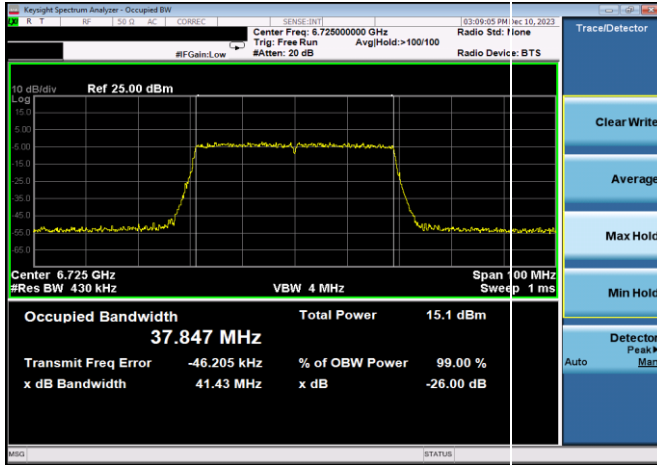 Keysight Spectrum Analyzer - Occupied BW
LXI R T RF 50 Ω AC CORREC SENSE:INT 03:09:05 PM Dec 10, 2023
Center Freq: 6.725000000 GHz Radio Std: None
Trig: Free Run Avg|Hold:>100/100
#IFGain:Low #Atten: 20 dB Radio Device: BTS
Trace/Detector
10 dB/div Ref 25.00 dBm
Log
15.0
5.00
-5.00
-15.0
-25.0
-35.0
-45.0
-55.0
-65.0
Center 6.725 GHz Span 100 MHz
#Res BW 430 kHz VBW 4 MHz Sweep 1 ms
Occupied Bandwidth Total Power 15.1 dBm
37.847 MHz
Transmit Freq Error -46.205 kHz % of OBW Power 99.00 %
x dB Bandwidth 41.43 MHz x dB -26.00 dB
Clear Write
Average
Max Hold
Min Hold
Detector
Peak▶
Auto Man
MSG STATUS